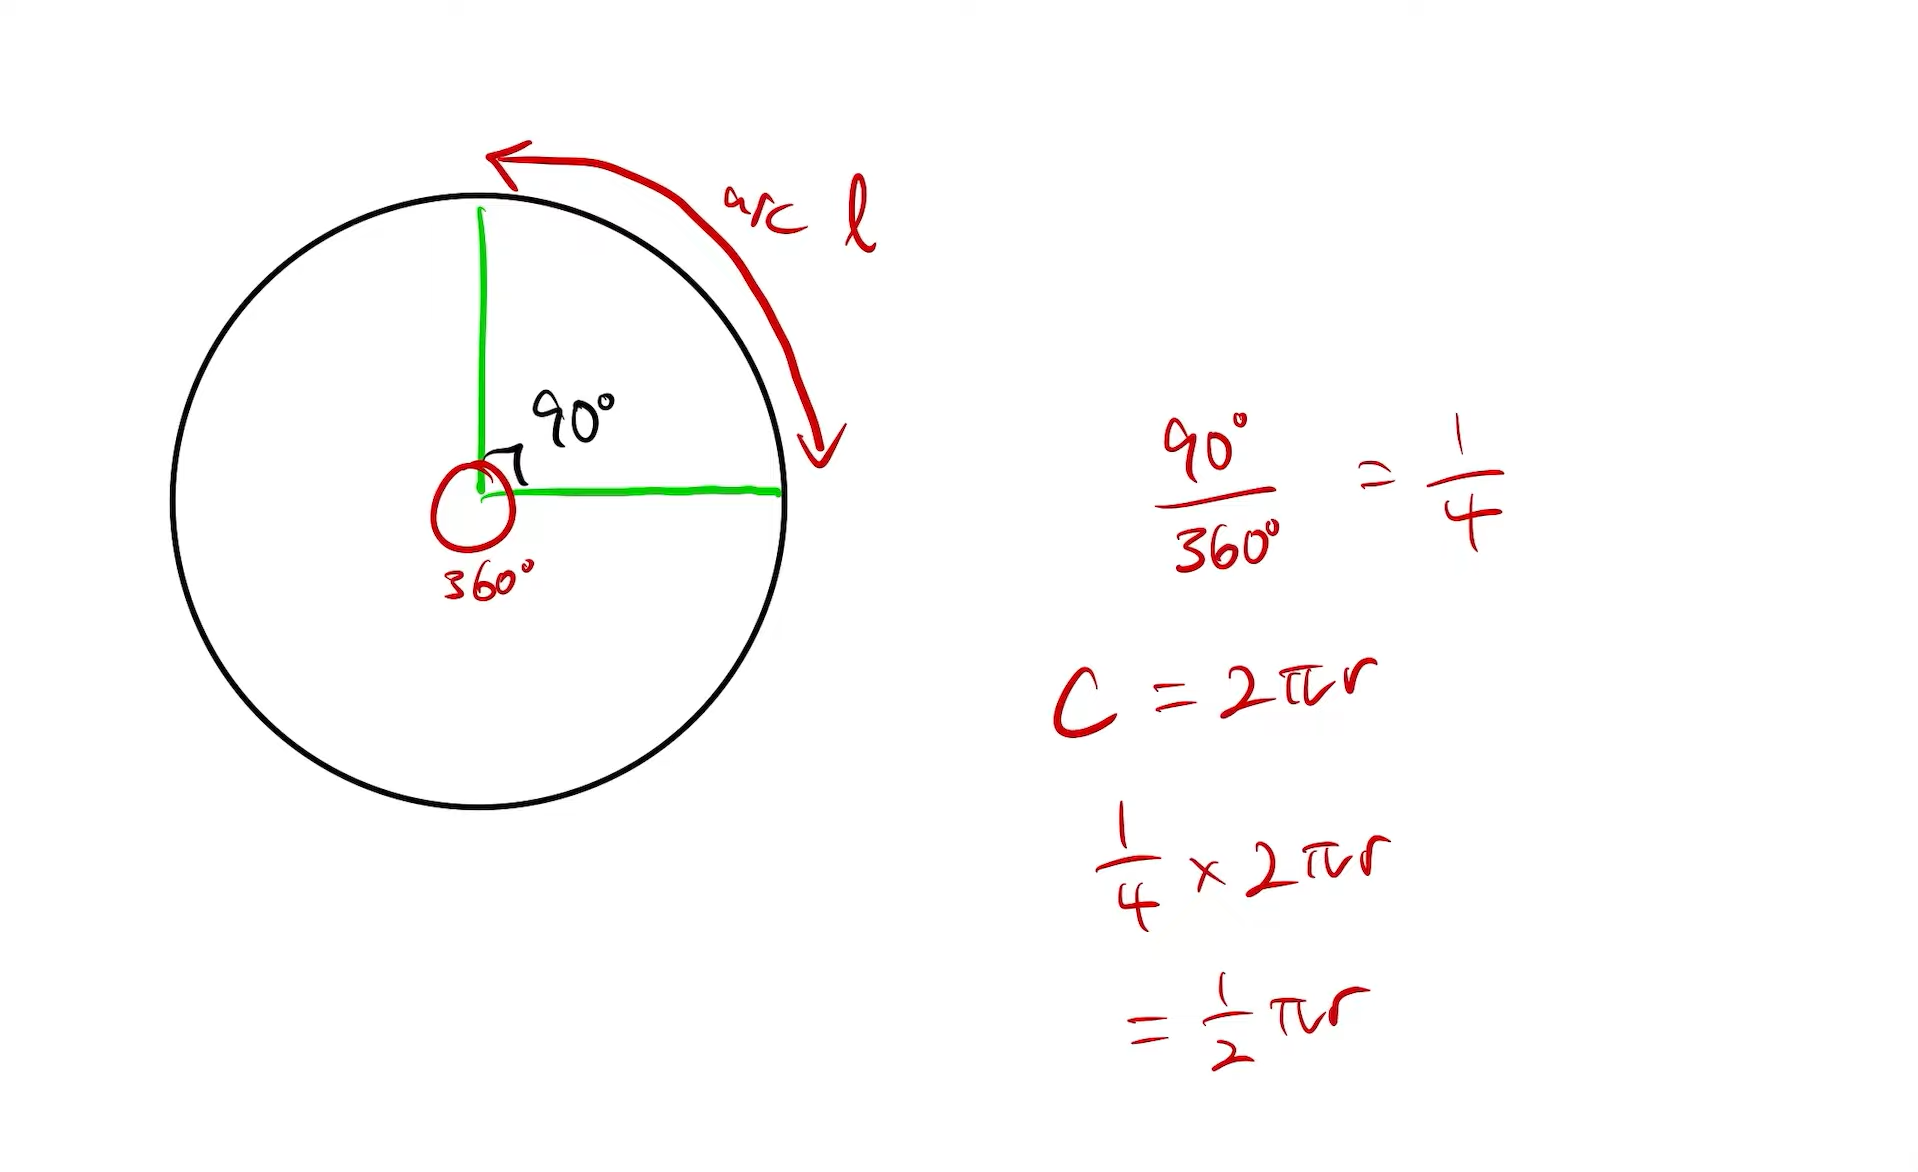 arc l
90°
360°
90°/360° = 1/4
C = 2πr
1/4 × 2πr
= 1/2 πr